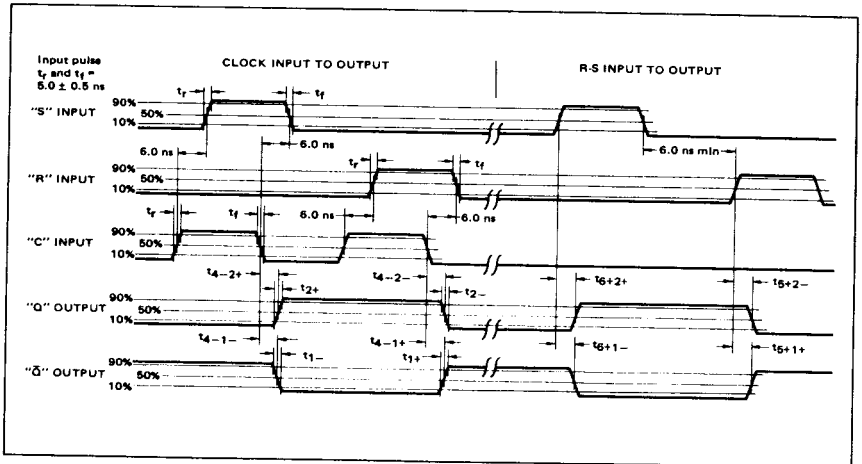 Input pulse
tr and tf =
5.0 ± 0.5 ns
CLOCK INPUT TO OUTPUT
R-S INPUT TO OUTPUT
tr
tf
"S" INPUT
90%
50%
10%
6.0 ns
6.0 ns
6.0 ns min
tr
tf
"R" INPUT
90%
50%
10%
tr
tf
6.0 ns
6.0 ns
"C" INPUT
90%
50%
10%
t4-2+
t2+
t4-2-
t2-
t6+2+
t5+2-
"Q" OUTPUT
90%
50%
10%
t4-1-
t1-
t4-1+
t1+
t6+1-
t5+1+
"Q̄" OUTPUT
90%
50%
10%